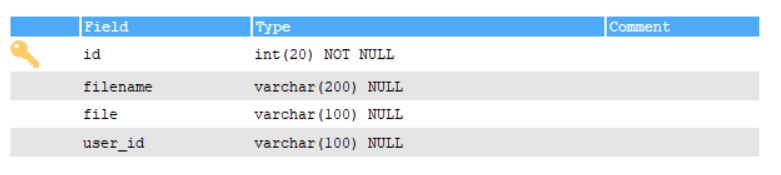 Field Type Comment
id int(20) NOT NULL
filename varchar(200) NULL
file varchar(100) NULL
user_id varchar(100) NULL